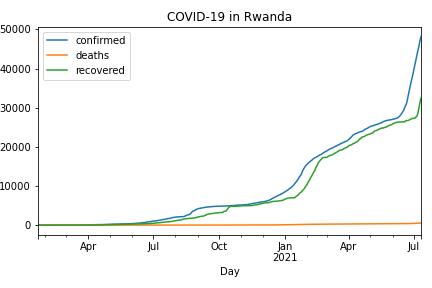 COVID-19 in Rwanda
confirmed
deaths
recovered
50000
40000
30000
20000
10000
0
Apr Jul Oct Jan Apr Jul
2021
Day